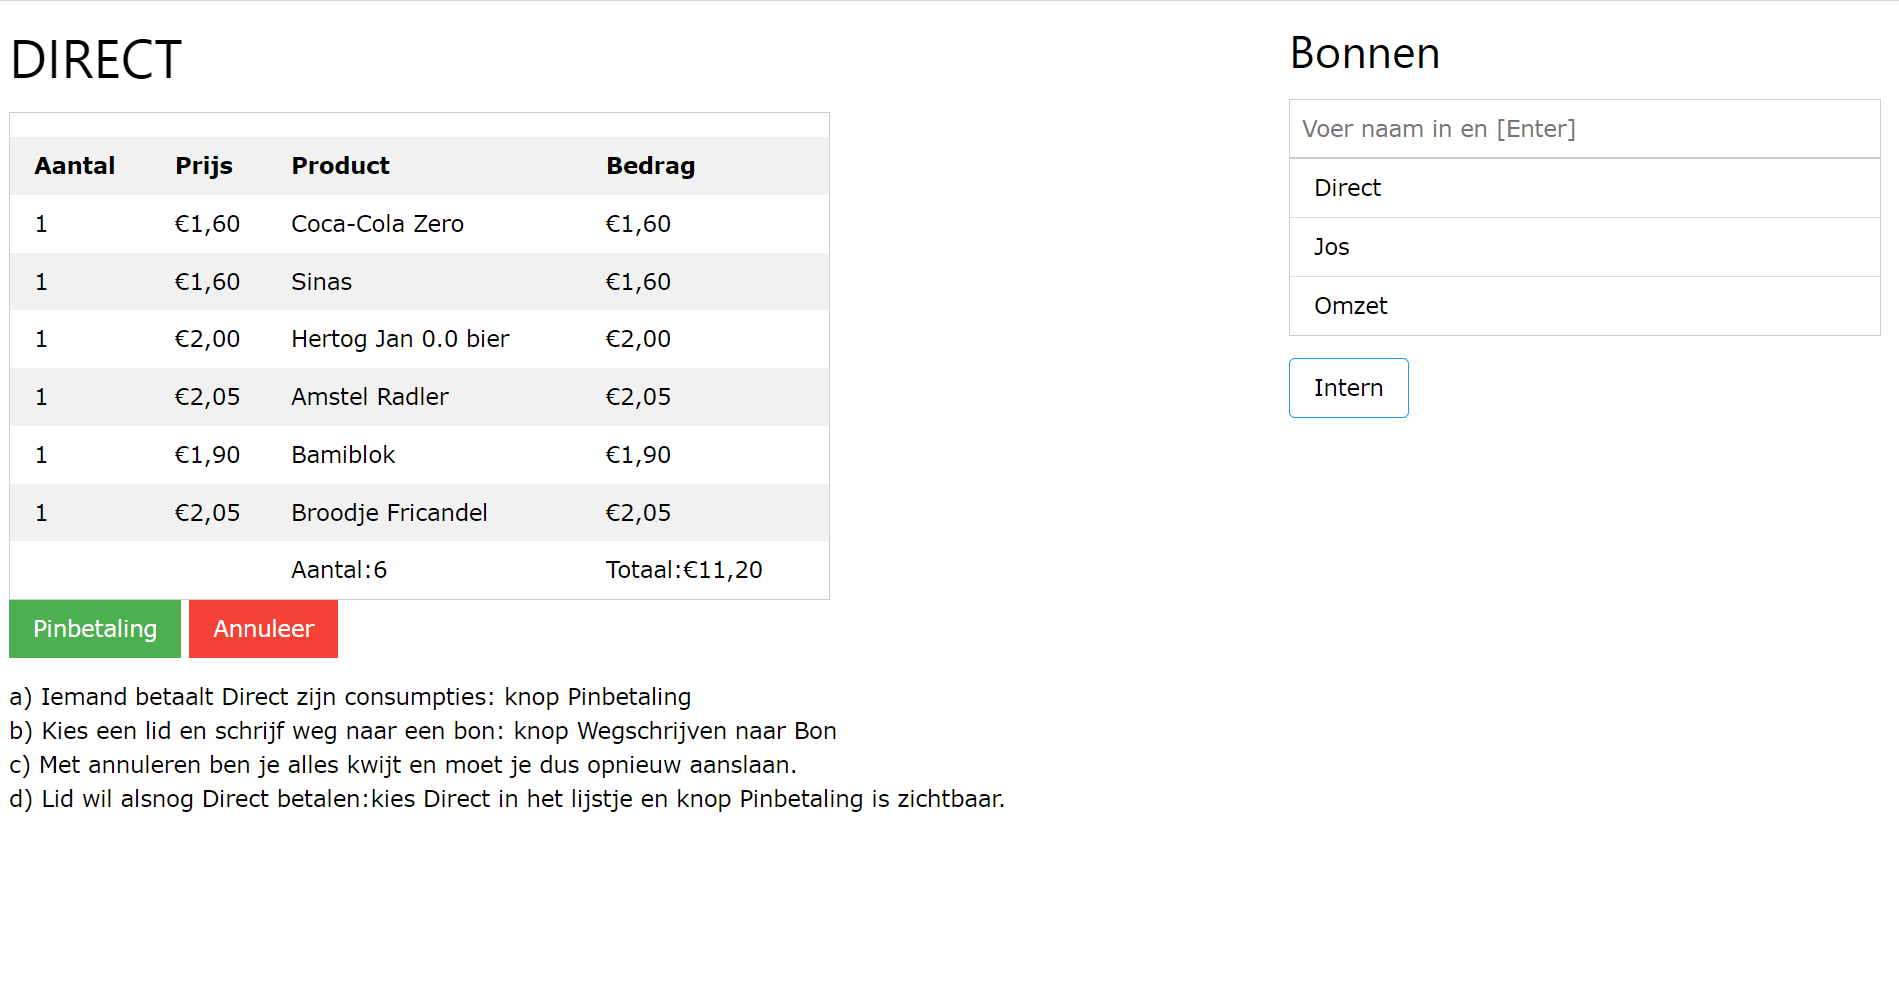 DIRECT
Aantal Prijs Product Bedrag
1 €1,60 Coca-Cola Zero €1,60
1 €1,60 Sinas €1,60
1 €2,00 Hertog Jan 0.0 bier €2,00
1 €2,05 Amstel Radler €2,05
1 €1,90 Bamiblok €1,90
1 €2,05 Broodje Fricandel €2,05
Aantal:6 Totaal:€11,20
Pinbetaling Annuleer
a) Iemand betaalt Direct zijn consumpties: knop Pinbetaling
b) Kies een lid en schrijf weg naar een bon: knop Wegschrijven naar Bon
c) Met annuleren ben je alles kwijt en moet je dus opnieuw aanslaan.
d) Lid wil alsnog Direct betalen:kies Direct in het lijstje en knop Pinbetaling is zichtbaar.
Bonnen
Voer naam in en [Enter]
Direct
Jos
Omzet
Intern